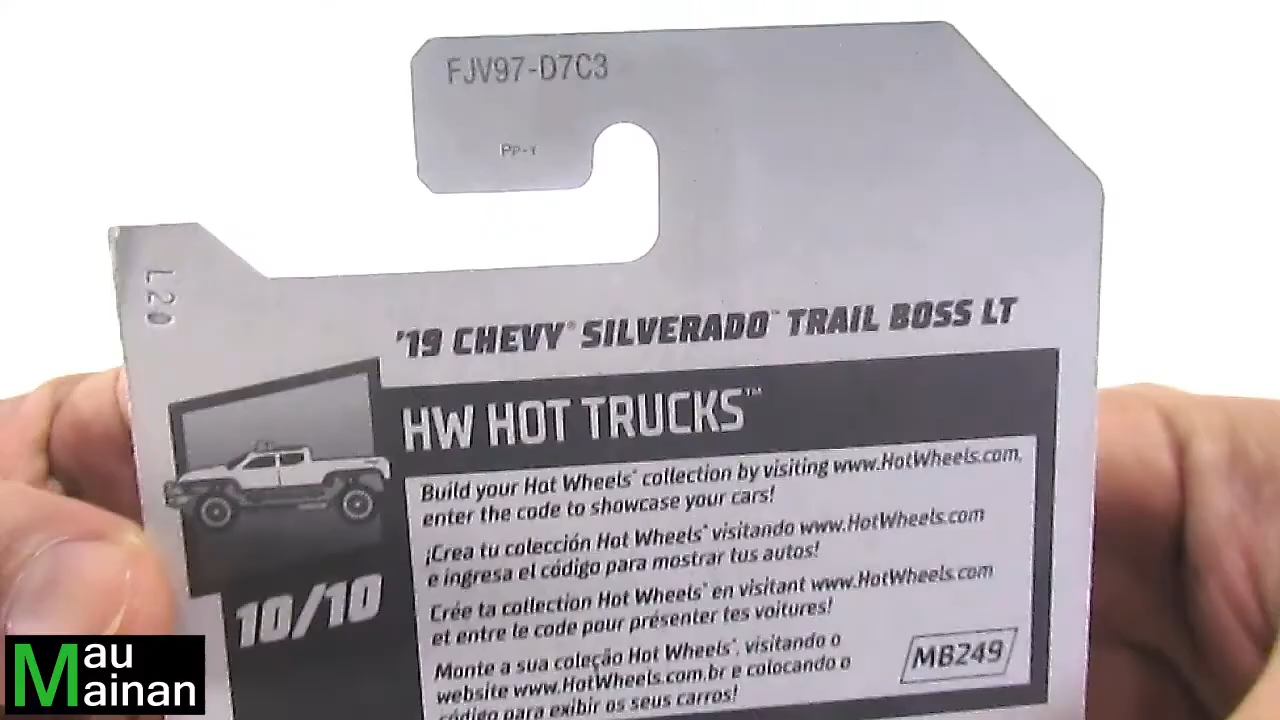 FJV97-D7C3
PP-1
L20
'19 CHEVY® SILVERADO™ TRAIL BOSS LT
HW HOT TRUCKS™
Build your Hot Wheels® collection by visiting www.HotWheels.com,
enter the code to showcase your cars!
¡Crea tu colección Hot Wheels® visitando www.HotWheels.com
e ingresa el código para mostrar tus autos!
Crée ta collection Hot Wheels® en visitant www.HotWheels.com
et entre le code pour présenter tes voitures!
Monte a sua coleção Hot Wheels®, visitando o
website www.HotWheels.com.br e colocando o
código para exibir os seus carros!
MB249
10/10
Mau
Mainan